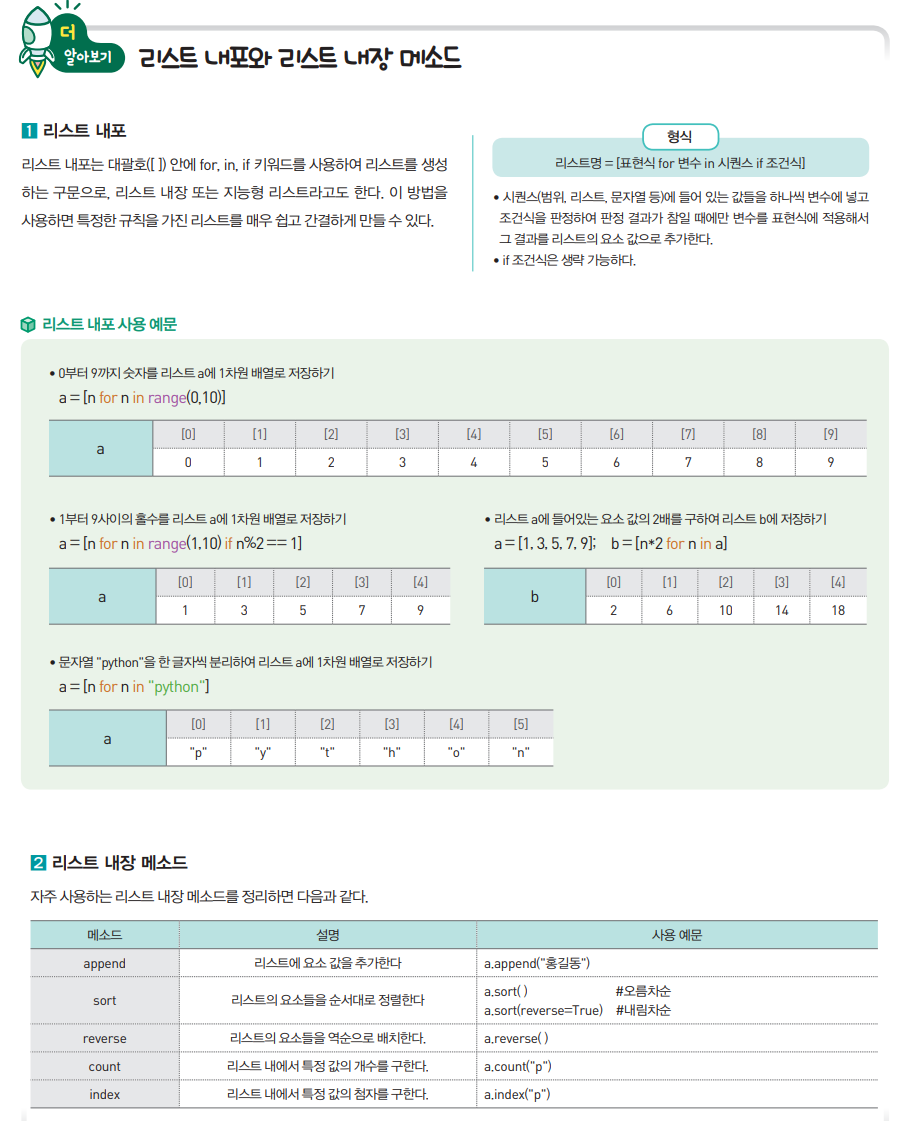 더
알아보기
리스트 내포와 리스트 내장 메소드
1 리스트 내포
리스트 내포는 대괄호([ ]) 안에 for, in, if 키워드를 사용하여 리스트를 생성
하는 구문으로, 리스트 내장 또는 지능형 리스트라고도 한다. 이 방법을
사용하면 특정한 규칙을 가진 리스트를 매우 쉽고 간결하게 만들 수 있다.
형식
리스트명 = [표현식 for 변수 in 시퀀스 if 조건식]
• 시퀀스(범위, 리스트, 문자열 등)에 들어 있는 값들을 하나씩 변수에 넣고
조건식을 판정하여 판정 결과가 참일 때에만 변수를 표현식에 적용해서
그 결과를 리스트의 요소 값으로 추가한다.
• if 조건식은 생략 가능하다.
리스트 내포 사용 예문
• 0부터 9까지 숫자를 리스트 a에 1차원 배열로 저장하기
a = [n for n in range(0,10)]
a
[0] [1] [2] [3] [4] [5] [6] [7] [8] [9]
0 1 2 3 4 5 6 7 8 9
• 1부터 9사이의 홀수를 리스트 a에 1차원 배열로 저장하기
a = [n for n in range(1,10) if n%2 == 1]
a
[0] [1] [2] [3] [4]
1 3 5 7 9
• 리스트 a에 들어있는 요소 값의 2배를 구하여 리스트 b에 저장하기
a = [1, 3, 5, 7, 9]; b = [n*2 for n in a]
b
[0] [1] [2] [3] [4]
2 6 10 14 18
• 문자열 "python"을 한 글자씩 분리하여 리스트 a에 1차원 배열로 저장하기
a = [n for n in "python"]
a
[0] [1] [2] [3] [4] [5]
"p" "y" "t" "h" "o" "n"
2 리스트 내장 메소드
자주 사용하는 리스트 내장 메소드를 정리하면 다음과 같다.
메소드 설명 사용 예문
append 리스트에 요소 값을 추가한다 a.append("홍길동")
sort 리스트의 요소들을 순서대로 정렬한다 a.sort( ) #오름차순
a.sort(reverse=True) #내림차순
reverse 리스트의 요소들을 역순으로 배치한다. a.reverse( )
count 리스트 내에서 특정 값의 개수를 구한다. a.count("p")
index 리스트 내에서 특정 값의 첨자를 구한다. a.index("p")